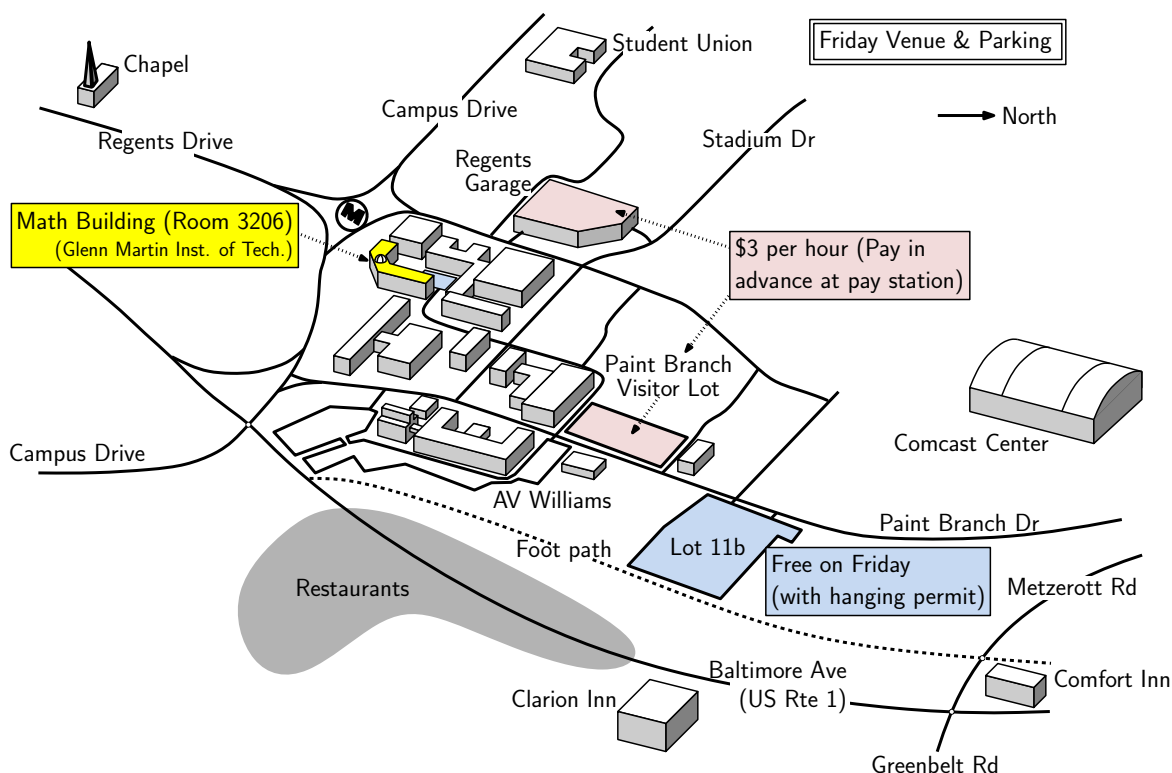 Friday Venue & Parking
Student Union
Chapel
Campus Drive
North
Regents Drive
Stadium Dr
Regents
Garage
M
Math Building (Room 3206)
(Glenn Martin Inst. of Tech.)
$3 per hour (Pay in
advance at pay station)
Paint Branch
Visitor Lot
Comcast Center
Campus Drive
AV Williams
Paint Branch Dr
Foot path
Lot 11b
Free on Friday
(with hanging permit)
Metzerott Rd
Restaurants
Baltimore Ave
(US Rte 1)
Comfort Inn
Clarion Inn
Greenbelt Rd